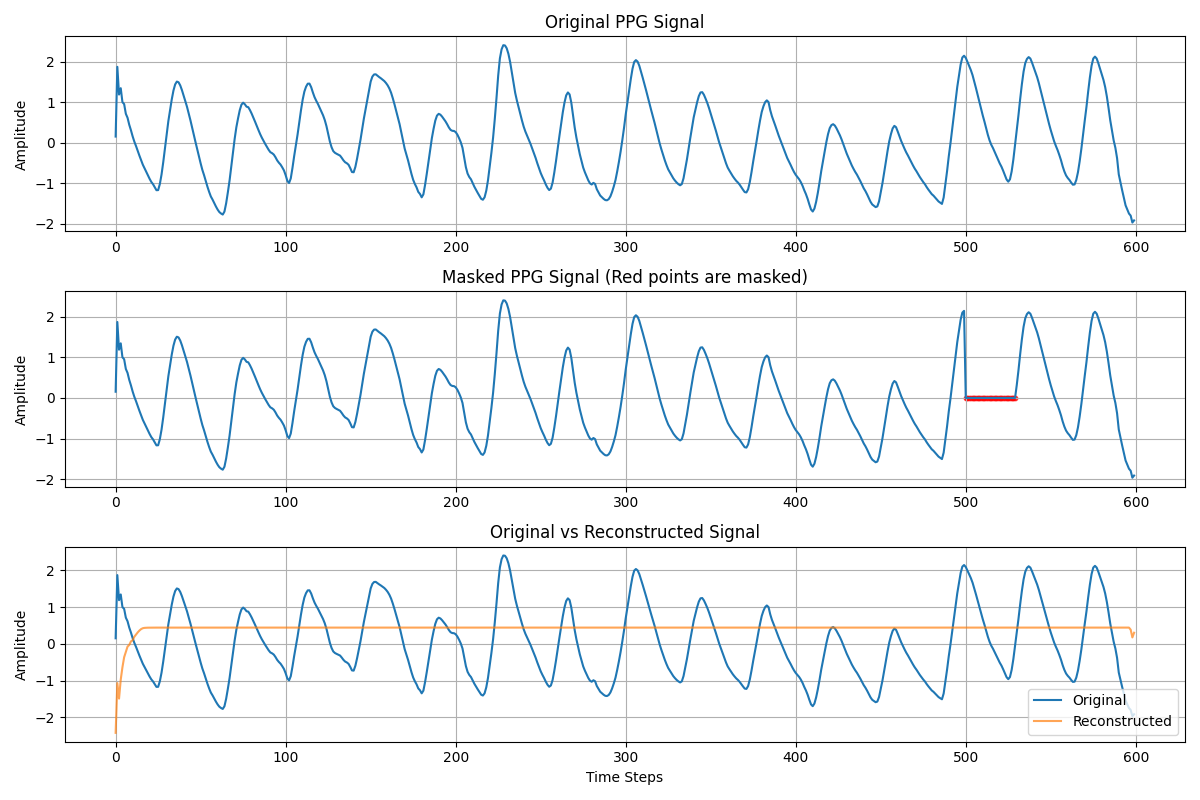 Original PPG Signal
Amplitude
2
1
0
−1
−2
0 100 200 300 400 500 600
Masked PPG Signal (Red points are masked)
Amplitude
2
1
0
−1
−2
0 100 200 300 400 500 600
Original vs Reconstructed Signal
Amplitude
2
1
0
−1
−2
Original
Reconstructed
0 100 200 300 400 500 600
Time Steps